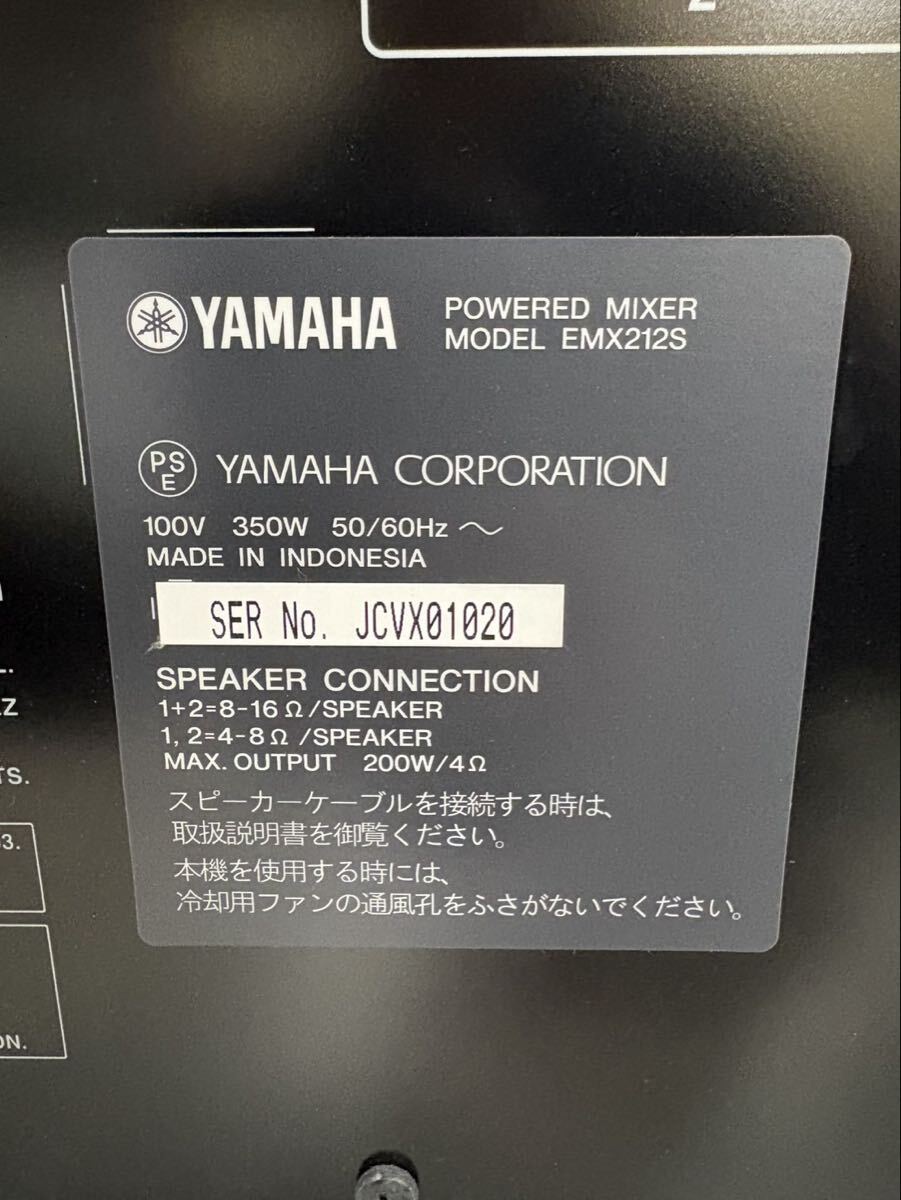 YAMAHA POWERED MIXER
MODEL EMX212S
PSE YAMAHA CORPORATION
100V 350W 50/60Hz ～
MADE IN INDONESIA
SER No. JCVX01020
SPEAKER CONNECTION
1+2=8-16Ω/SPEAKER
1, 2=4-8Ω/SPEAKER
MAX. OUTPUT 200W/4Ω
スピーカーケーブルを接続する時は、
取扱説明書を御覧ください。
本機を使用する時には、
冷却用ファンの通風孔をふさがないでください。